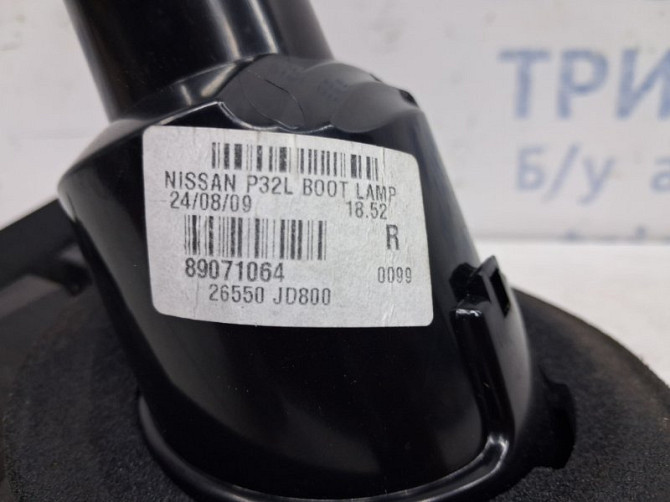 ТРИ
Б/у а
NISSAN P32L BOOT LAMP
24/08/09 18.52
R
89071064 0099
26550 JD800